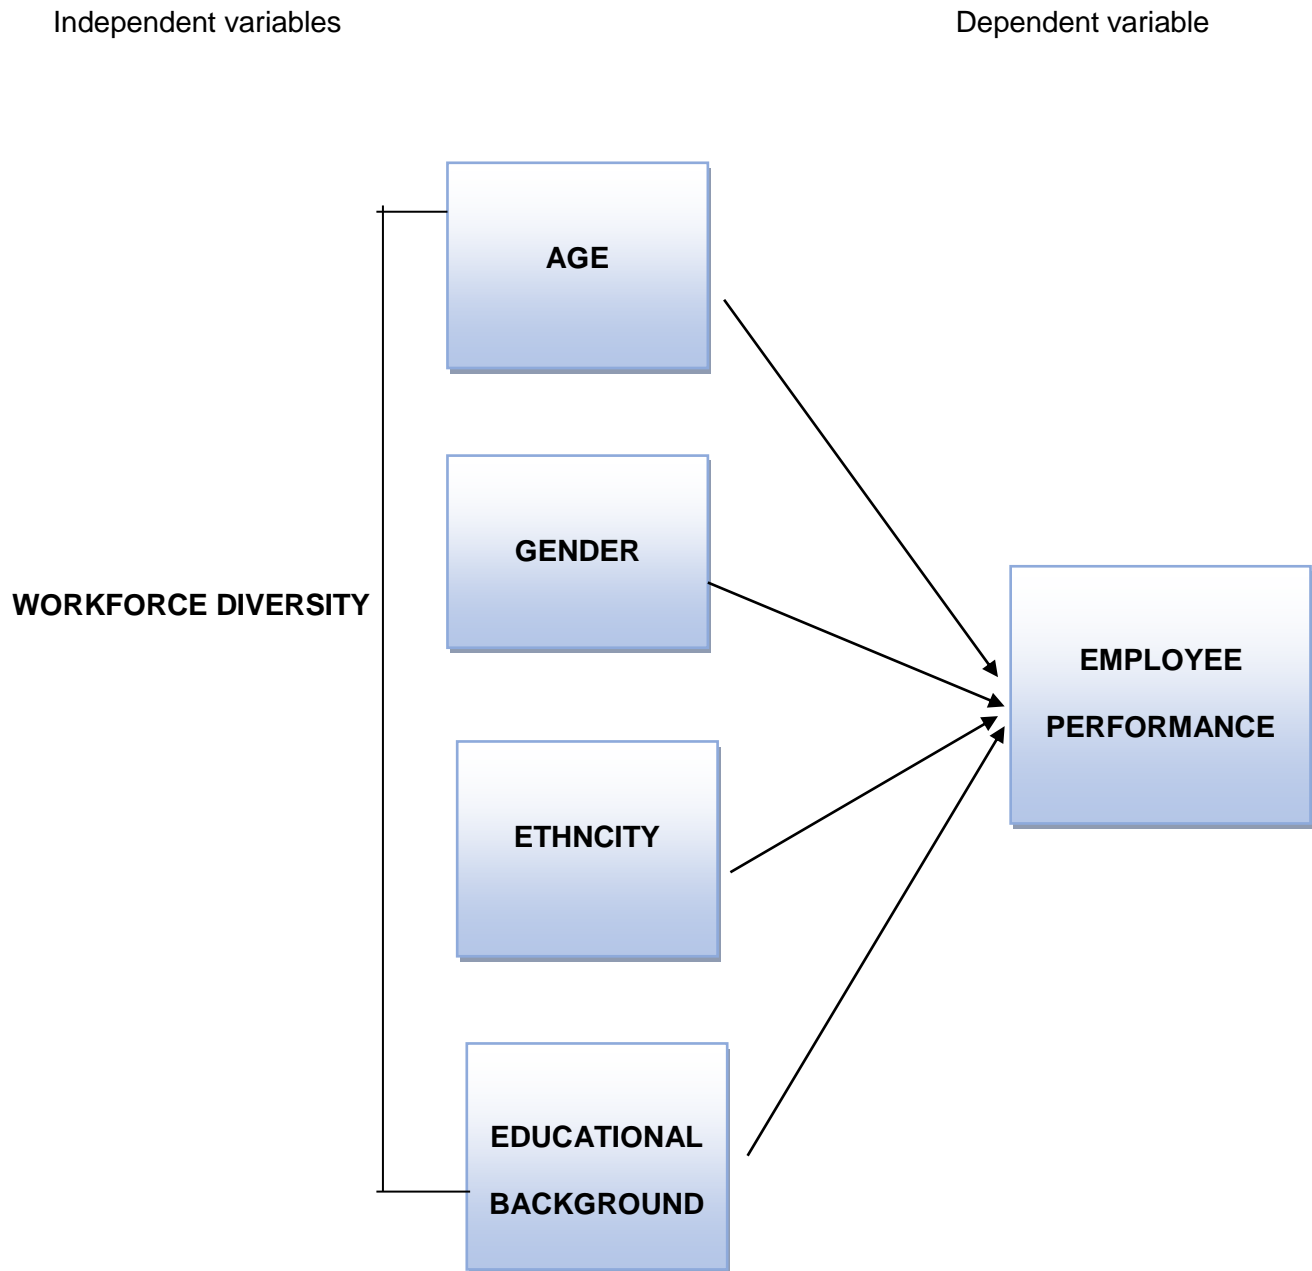 Independent variables
Dependent variable
AGE
GENDER
WORKFORCE DIVERSITY
EMPLOYEE
PERFORMANCE
ETHNCITY
EDUCATIONAL
BACKGROUND